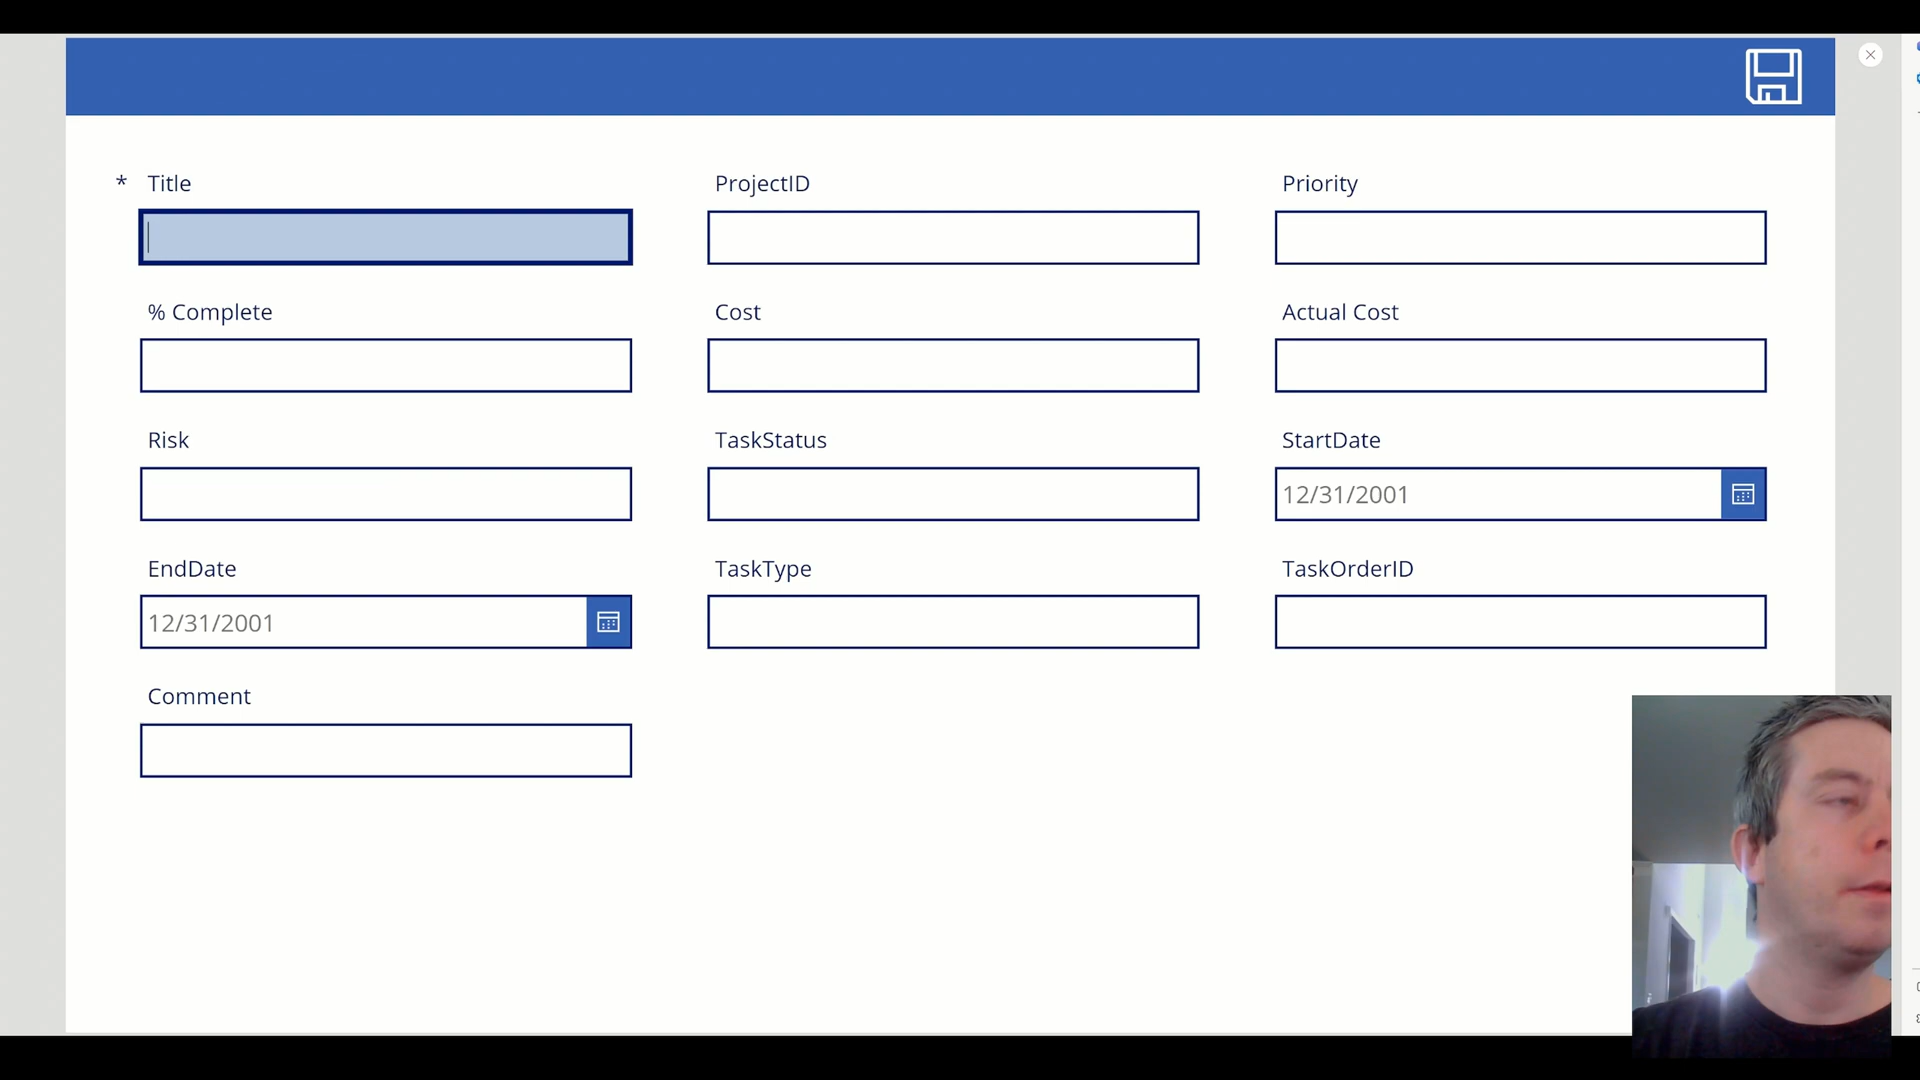 * Title ProjectID Priority
% Complete Cost Actual Cost
Risk TaskStatus StartDate
12/31/2001
EndDate TaskType TaskOrderID
12/31/2001
Comment